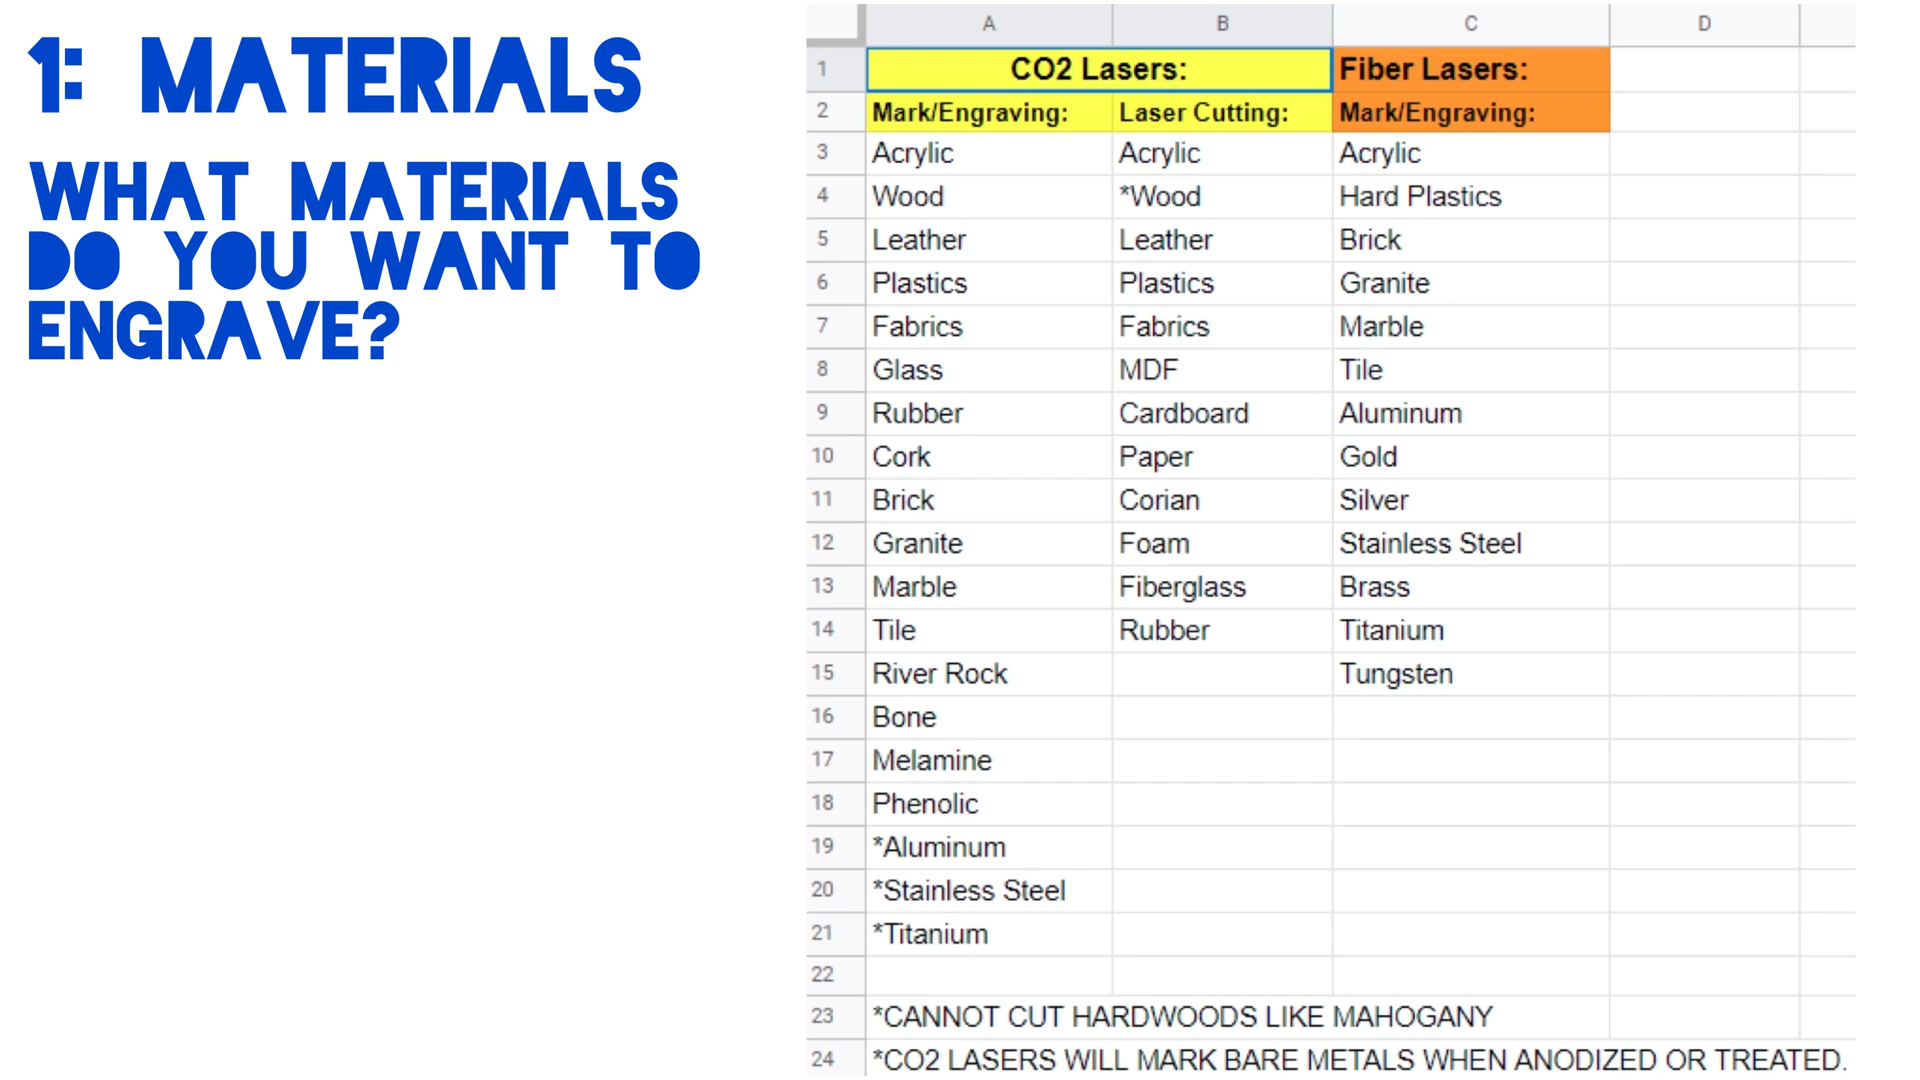 1: MATERIALS
WHAT MATERIALS
DO YOU WANT TO
ENGRAVE?
A B C D
1 CO2 Lasers: Fiber Lasers:
2 Mark/Engraving: Laser Cutting: Mark/Engraving:
3 Acrylic Acrylic Acrylic
4 Wood *Wood Hard Plastics
5 Leather Leather Brick
6 Plastics Plastics Granite
7 Fabrics Fabrics Marble
8 Glass MDF Tile
9 Rubber Cardboard Aluminum
10 Cork Paper Gold
11 Brick Corian Silver
12 Granite Foam Stainless Steel
13 Marble Fiberglass Brass
14 Tile Rubber Titanium
15 River Rock Tungsten
16 Bone
17 Melamine
18 Phenolic
19 *Aluminum
20 *Stainless Steel
21 *Titanium
22
23 *CANNOT CUT HARDWOODS LIKE MAHOGANY
24 *CO2 LASERS WILL MARK BARE METALS WHEN ANODIZED OR TREATED.